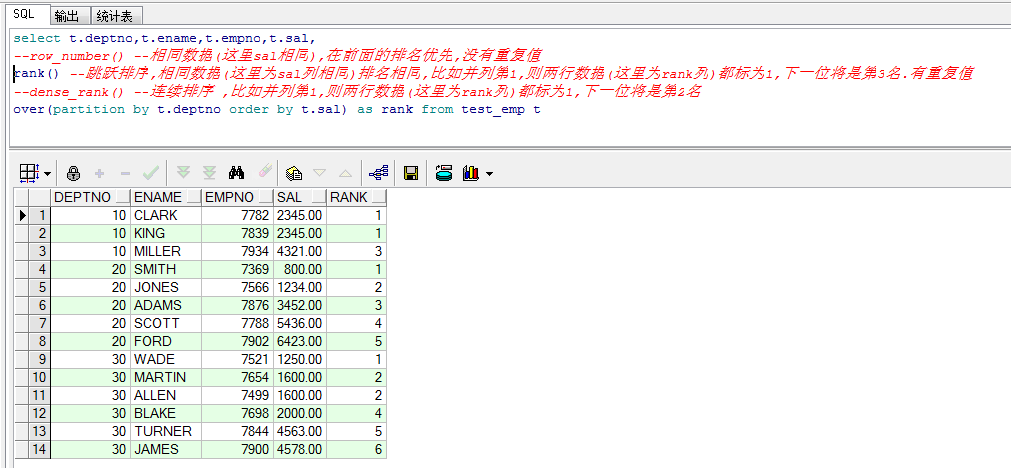 SQL 输出 统计表
select t.deptno,t.ename,t.empno,t.sal,
--row_number() --相同数据(这里sal相同),在前面的排名优先,没有重复值
rank() --跳跃排序,相同数据(这里为sal列相同)排名相同,比如并列第1,则两行数据(这里为rank列)都标为1,下一位将是第3名.有重复值
--dense_rank() --连续排序 ,比如并列第1,则两行数据(这里为rank列)都标为1,下一位将是第2名
over(partition by t.deptno order by t.sal) as rank from test_emp t
DEPTNO ENAME EMPNO SAL RANK
1 10 CLARK 7782 2345.00 1
2 10 KING 7839 2345.00 1
3 10 MILLER 7934 4321.00 3
4 20 SMITH 7369 800.00 1
5 20 JONES 7566 1234.00 2
6 20 ADAMS 7876 3452.00 3
7 20 SCOTT 7788 5436.00 4
8 20 FORD 7902 6423.00 5
9 30 WADE 7521 1250.00 1
10 30 MARTIN 7654 1600.00 2
11 30 ALLEN 7499 1600.00 2
12 30 BLAKE 7698 2000.00 4
13 30 TURNER 7844 4563.00 5
14 30 JAMES 7900 4578.00 6